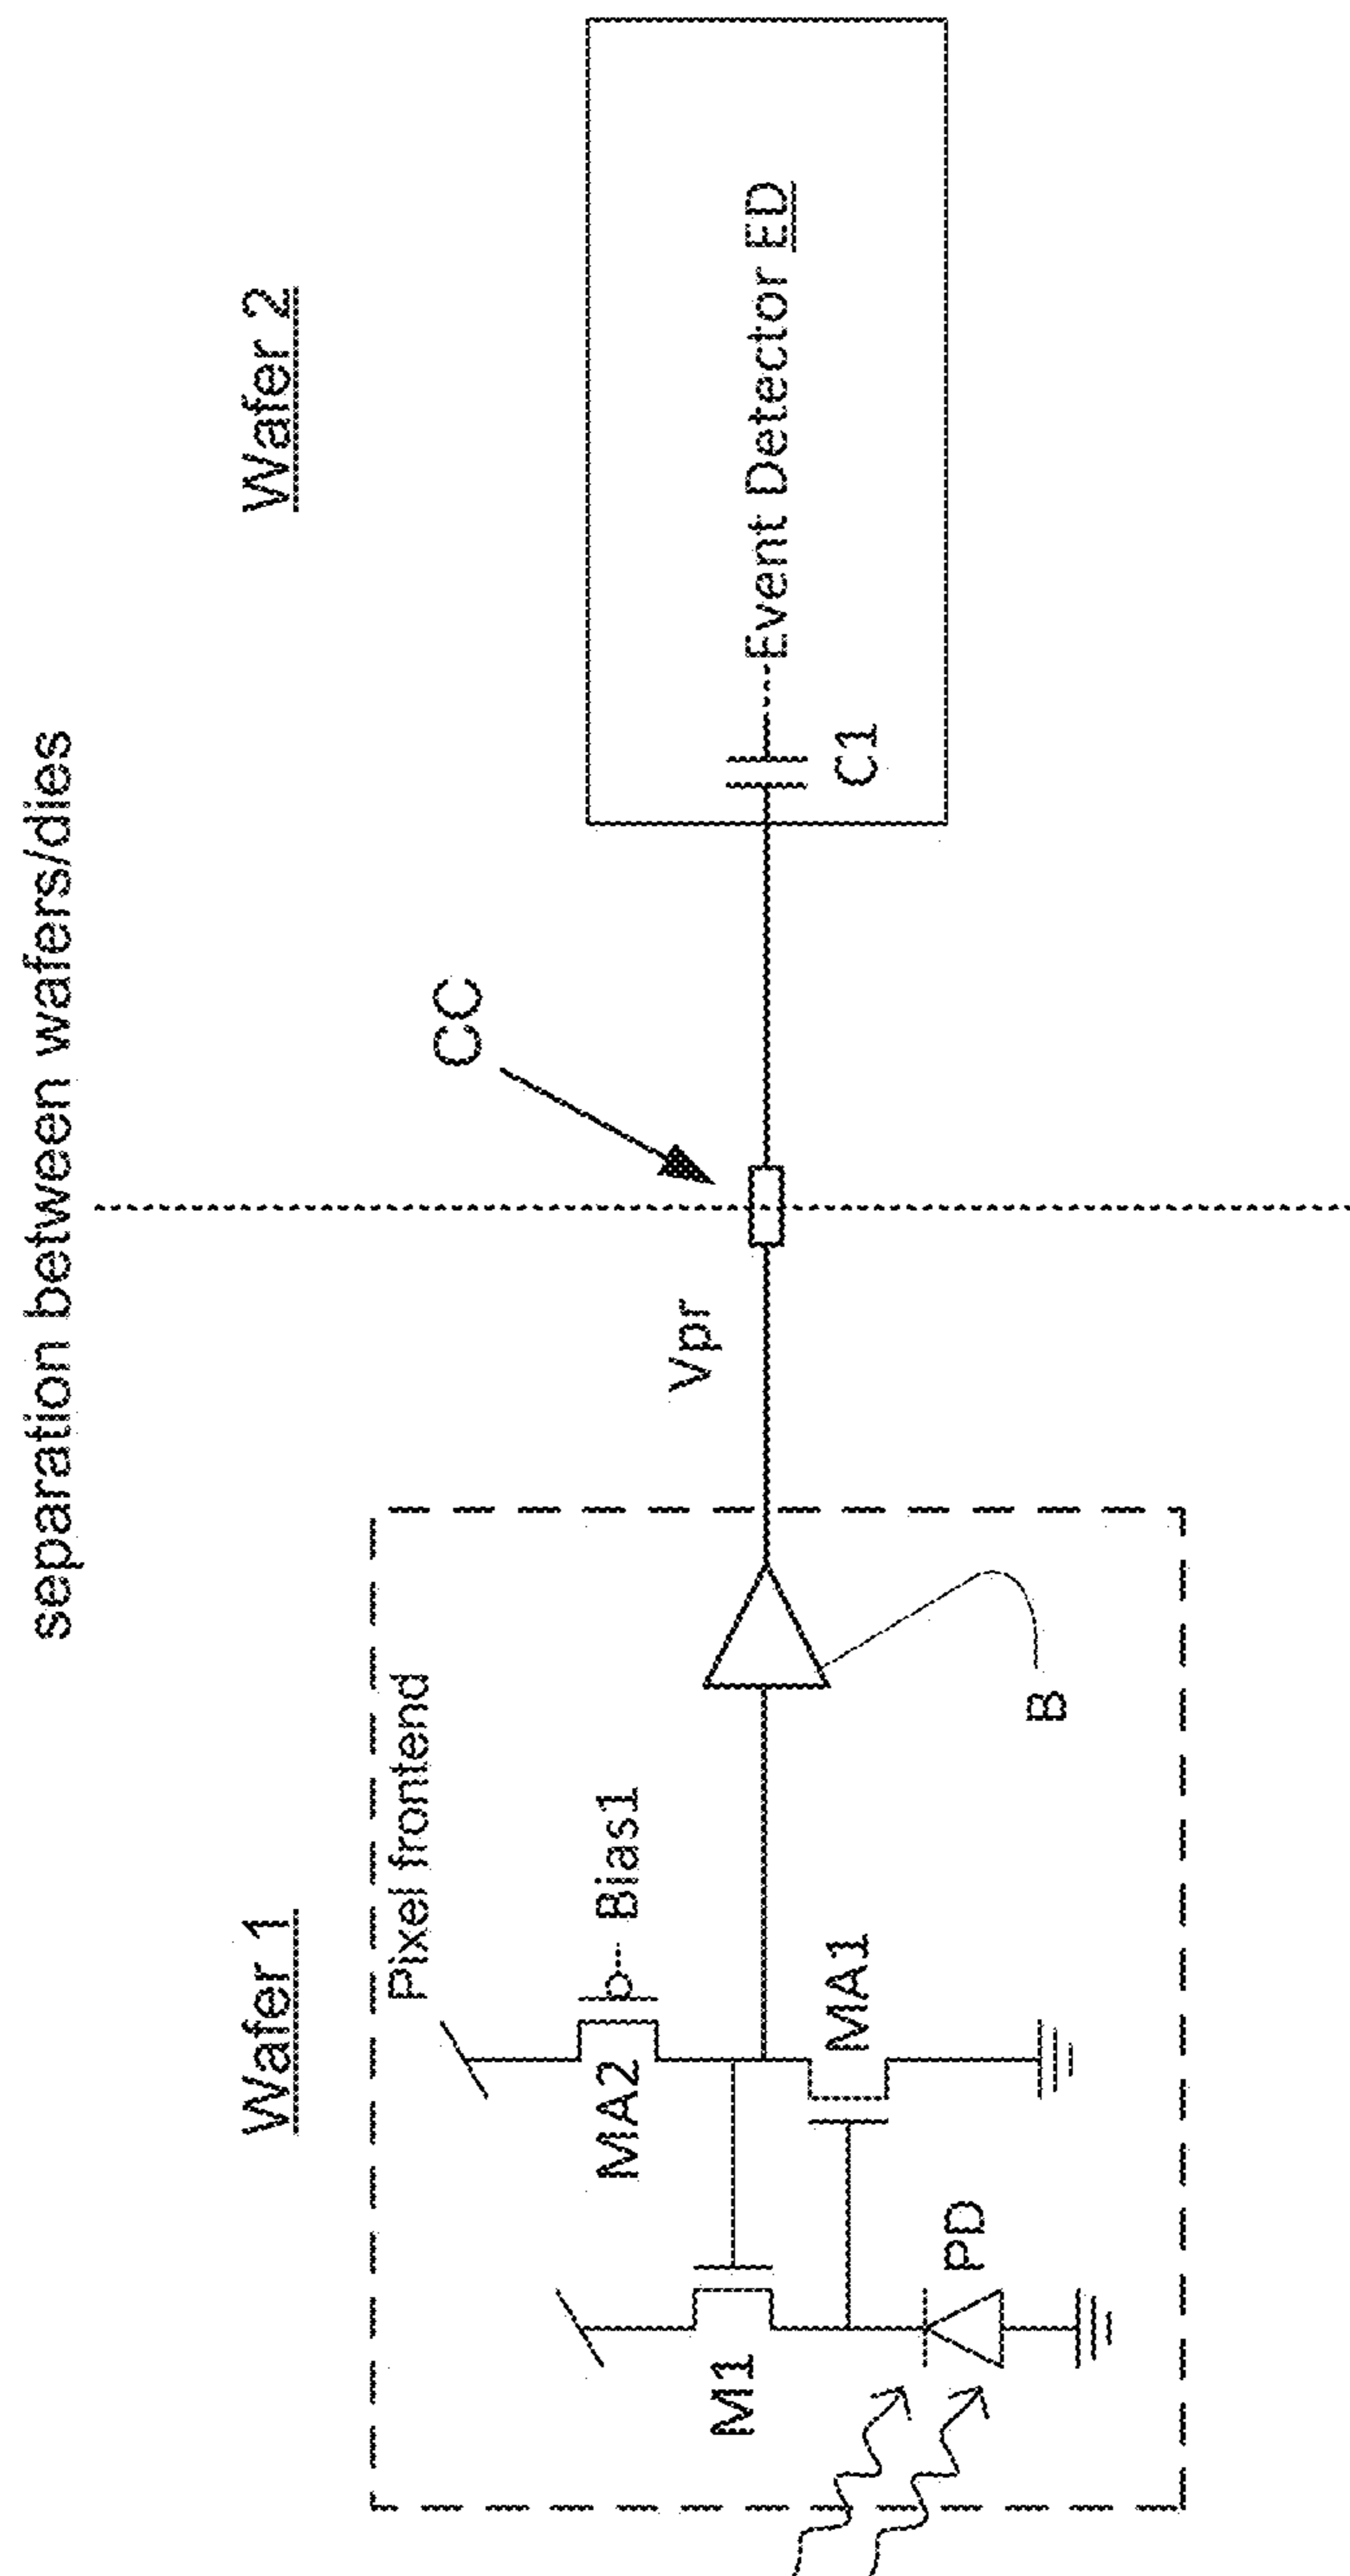 separation between wafers/dies
Wafer 1
Wafer 2
Pixel frontend
CC
MA2
Bias1
Vpr
M1
MA1
Event Detector ED
C1
PD
B